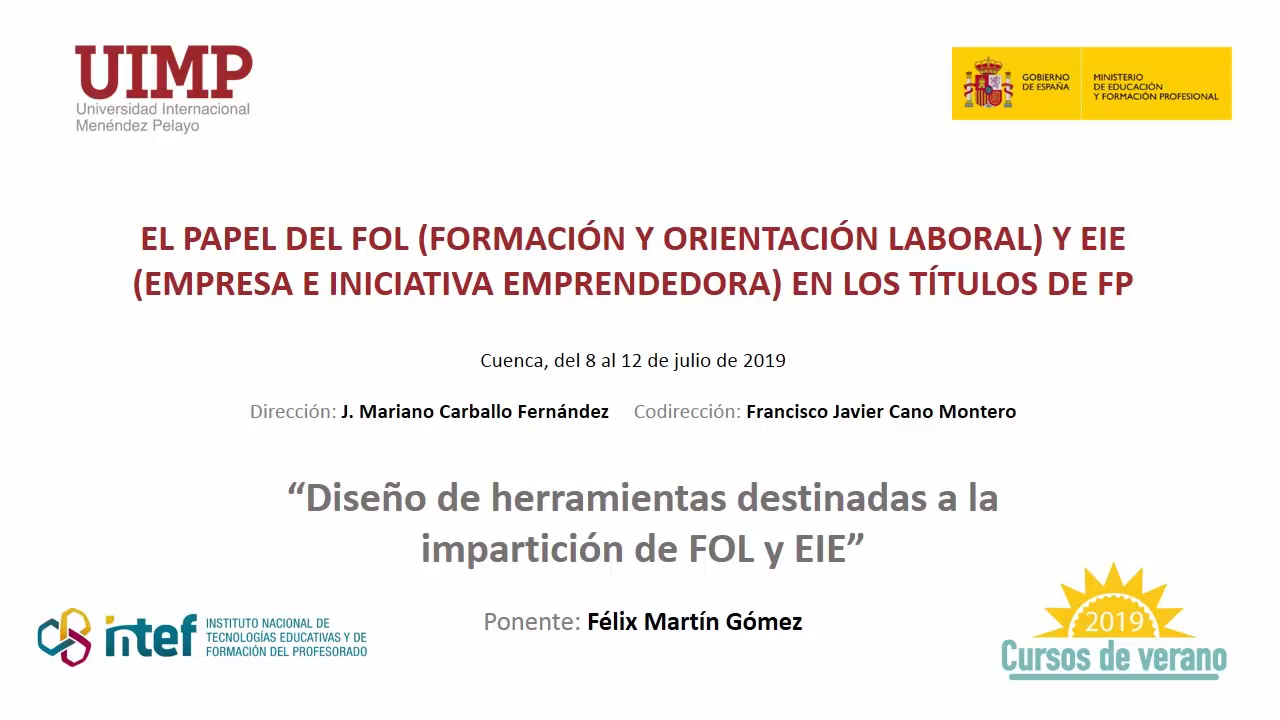 UIMP
Universidad Internacional
Menéndez Pelayo
GOBIERNO
DE ESPAÑA
MINISTERIO
DE EDUCACIÓN
Y FORMACIÓN PROFESIONAL
EL PAPEL DEL FOL (FORMACIÓN Y ORIENTACIÓN LABORAL) Y EIE
(EMPRESA E INICIATIVA EMPRENDEDORA) EN LOS TÍTULOS DE FP
Cuenca, del 8 al 12 de julio de 2019
Dirección: J. Mariano Carballo Fernández Codirección: Francisco Javier Cano Montero
“Diseño de herramientas destinadas a la
impartición de FOL y EIE”
Ponente: Félix Martín Gómez
intef
INSTITUTO NACIONAL DE
TECNOLOGÍAS EDUCATIVAS Y DE
FORMACIÓN DEL PROFESORADO
2019
Cursos de verano